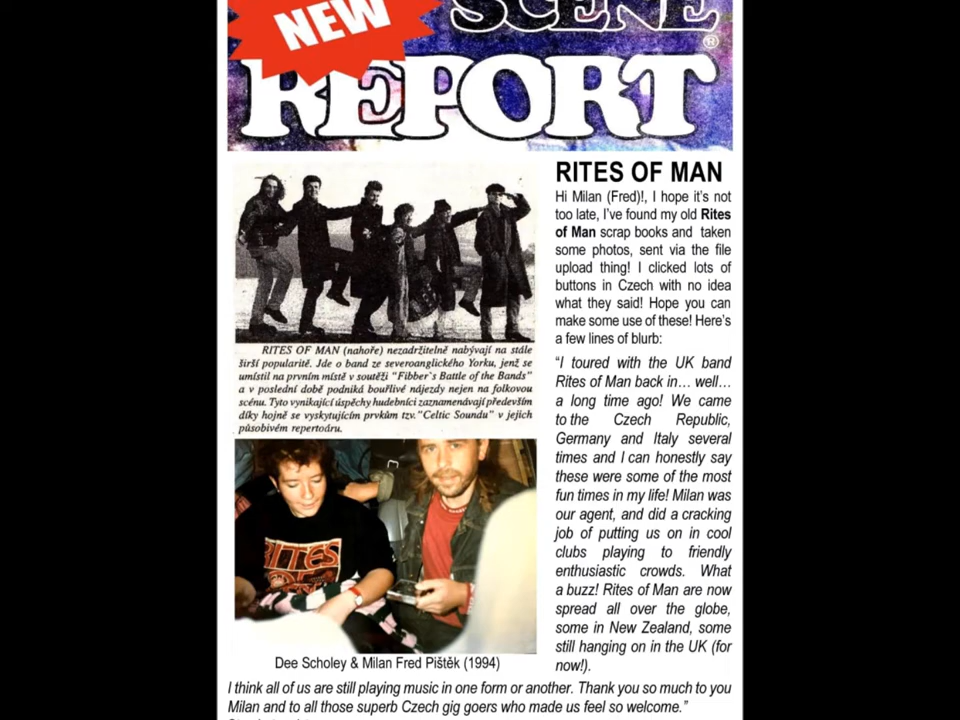 NEW
SCENE
REPORT
®
RITES OF MAN (nahoře) nezadržitelně nabývají na stále
širší popularitě. Jde o band ze severoanglického Yorku, jenž se
umístil na prvním místě v soutěži "Fibber's Battle of the Bands"
a v poslední době podniká bouřlivé nájezdy nejen na folkovou
scénu. Tyto vynikající úspěchy hudebníci zaznamenávají především
díky hojně se vyskytujícím prvkům tzv."Celtic Soundu" v jejich
působivém repertoáru.
RITES
Dee Scholey & Milan Fred Pištěk (1994)
RITES OF MAN
Hi Milan (Fred)!, I hope it's not
too late, I've found my old Rites
of Man scrap books and taken
some photos, sent via the file
upload thing! I clicked lots of
buttons in Czech with no idea
what they said! Hope you can
make some use of these! Here's
a few lines of blurb:
“I toured with the UK band
Rites of Man back in… well…
a long time ago! We came
to the Czech Republic,
Germany and Italy several
times and I can honestly say
these were some of the most
fun times in my life! Milan was
our agent, and did a cracking
job of putting us on in cool
clubs playing to friendly
enthusiastic crowds. What
a buzz! Rites of Man are now
spread all over the globe,
some in New Zealand, some
still hanging on in the UK (for
now!).
I think all of us are still playing music in one form or another. Thank you so much to you
Milan and to all those superb Czech gig goers who made us feel so welcome.”